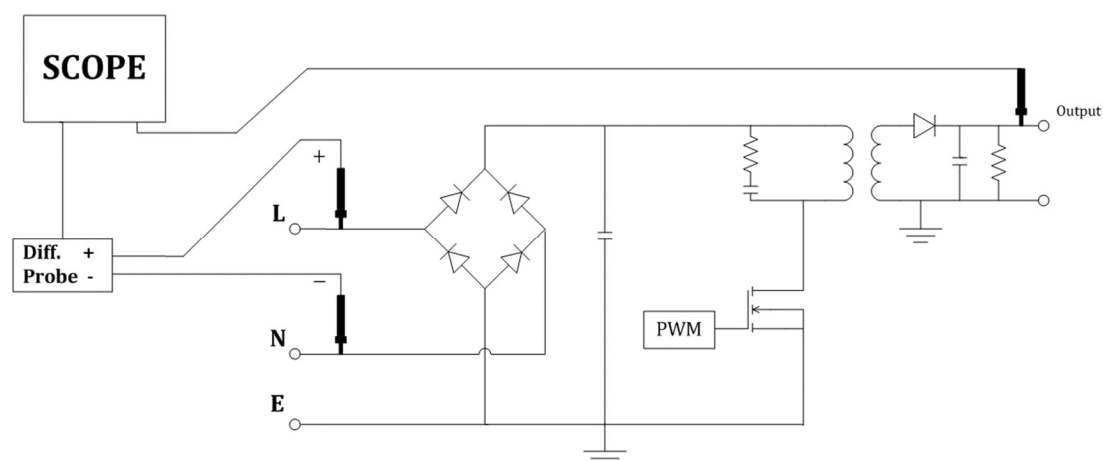 SCOPE
Output
+
L
Diff. +
Probe -
−
PWM
N
E